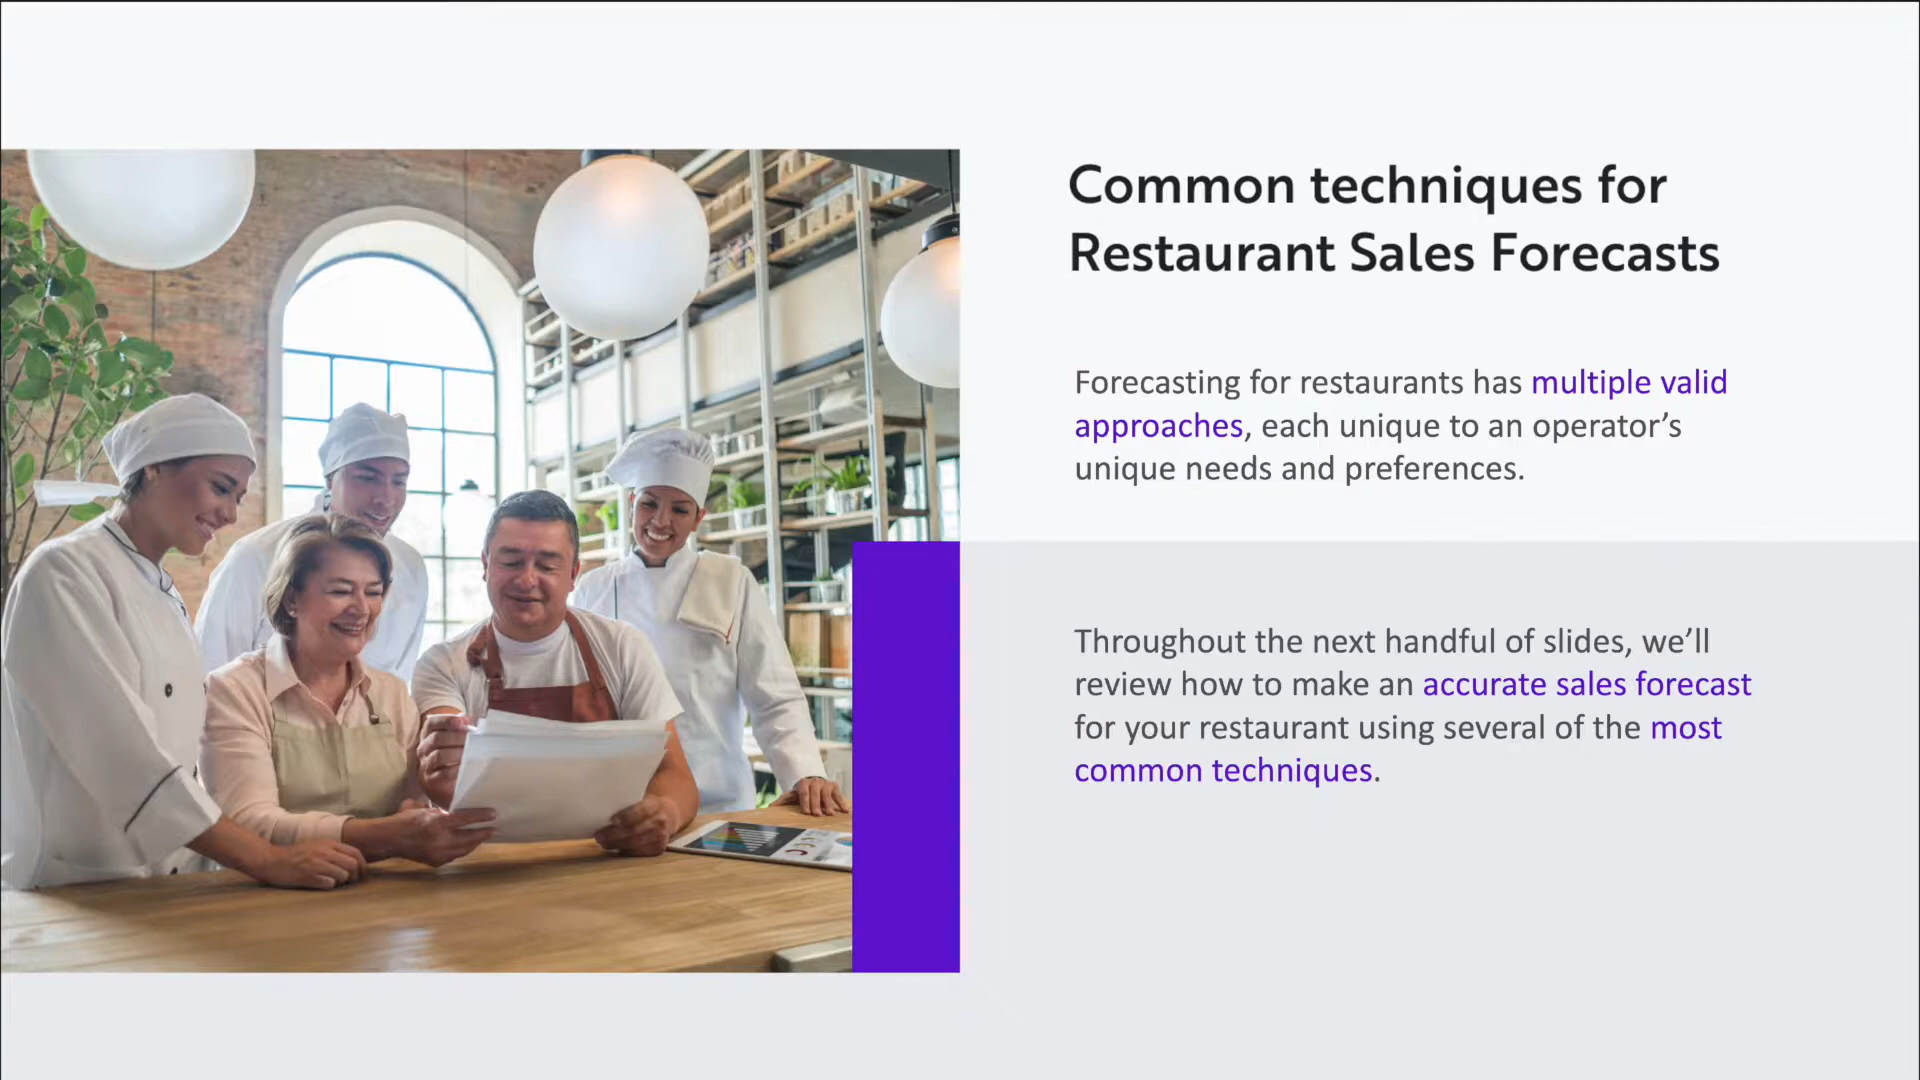 Common techniques for
Restaurant Sales Forecasts
Forecasting for restaurants has multiple valid
approaches, each unique to an operator’s
unique needs and preferences.
Throughout the next handful of slides, we’ll
review how to make an accurate sales forecast
for your restaurant using several of the most
common techniques.